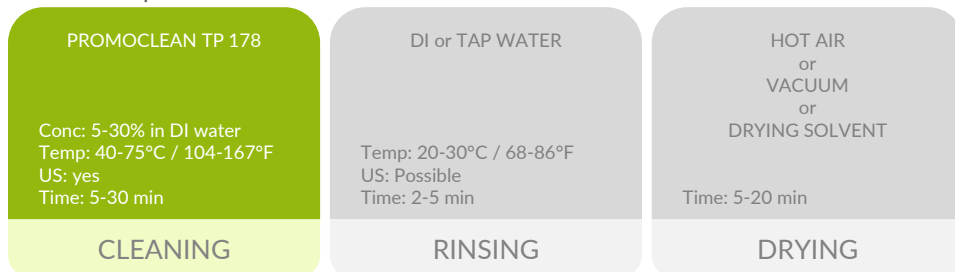 PROMOCLEAN TP 178
Conc: 5-30% in DI water
Temp: 40-75°C / 104-167°F
US: yes
Time: 5-30 min
CLEANING
DI or TAP WATER
Temp: 20-30°C / 68-86°F
US: Possible
Time: 2-5 min
RINSING
HOT AIR
or
VACUUM
or
DRYING SOLVENT
Time: 5-20 min
DRYING